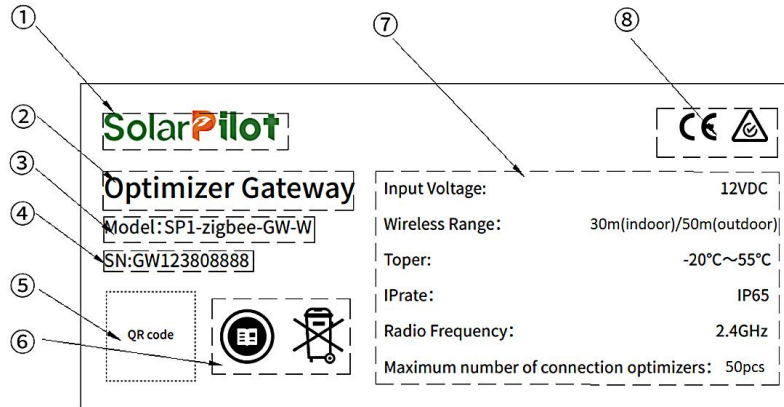 ①
⑦
⑧
SolarPilot
②
Optimizer Gateway
③
Model:SP1-zigbee-GW-W
④
SN:GW123808888
⑤
QR code
⑥
CE
Input Voltage: 12VDC
Wireless Range: 30m(indoor)/50m(outdoor)
Toper: -20℃~55℃
IPrate: IP65
Radio Frequency: 2.4GHz
Maximum number of connection optimizers: 50pcs